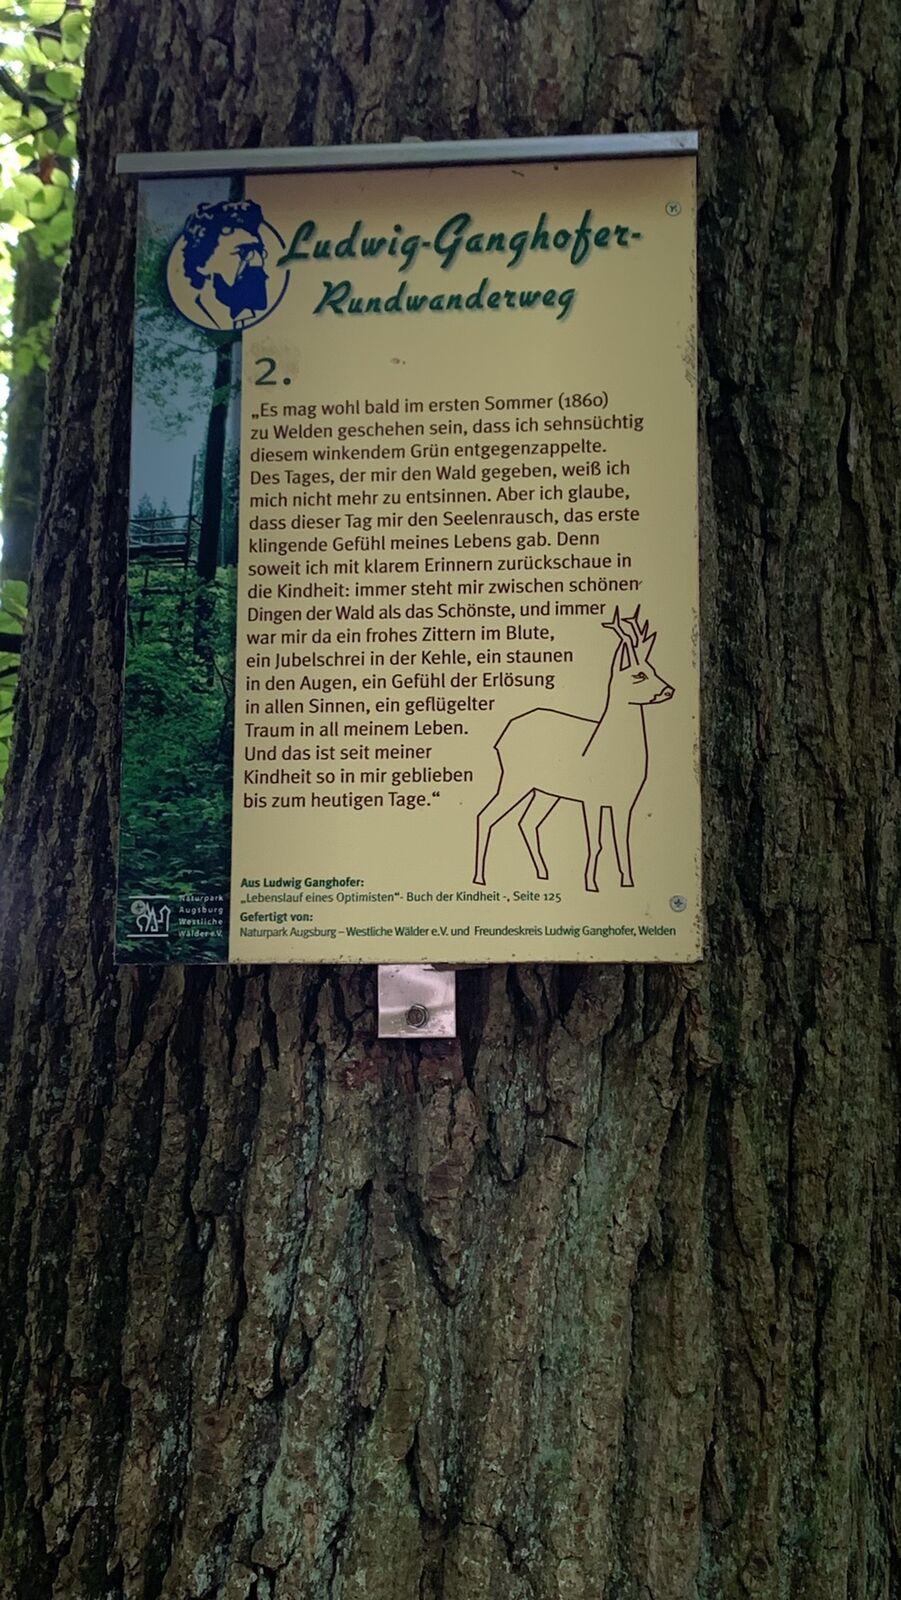 Ludwig-Ganghofer-
Rundwanderweg
2.
„Es mag wohl bald im ersten Sommer (1860)
zu Welden geschehen sein, dass ich sehnsüchtig
diesem winkendem Grün entgegenzappelte.
Des Tages, der mir den Wald gegeben, weiß ich
mich nicht mehr zu entsinnen. Aber ich glaube,
dass dieser Tag mir den Seelenrausch, das erste
klingende Gefühl meines Lebens gab. Denn
soweit ich mit klarem Erinnern zurückschaue in
die Kindheit: immer steht mir zwischen schönen
Dingen der Wald als das Schönste, und immer
war mir da ein frohes Zittern im Blute,
ein Jubelschrei in der Kehle, ein staunen
in den Augen, ein Gefühl der Erlösung
in allen Sinnen, ein geflügelter
Traum in all meinem Leben.
Und das ist seit meiner
Kindheit so in mir geblieben
bis zum heutigen Tage.“
Aus Ludwig Ganghofer:
„Lebenslauf eines Optimisten“- Buch der Kindheit -, Seite 125
Gefertigt von:
Naturpark Augsburg – Westliche Wälder e.V. und Freundeskreis Ludwig Ganghofer, Welden
Naturpark
Augsburg
Westliche
Wälder e.V.